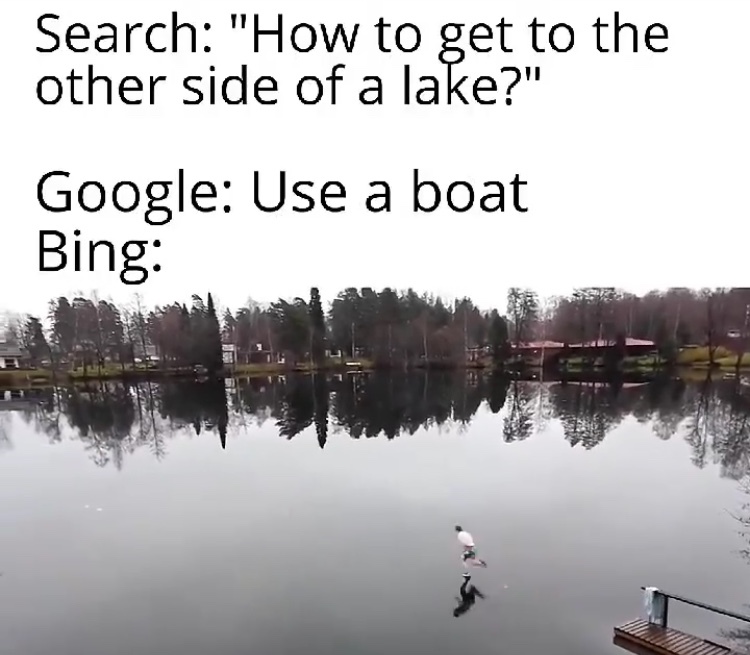 Search: "How to get to the
other side of a lake?"
Google: Use a boat
Bing: